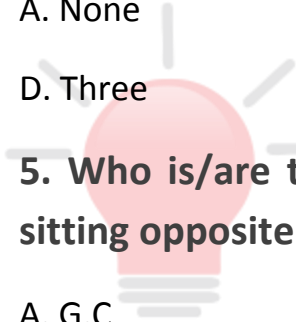 A. None
D. Three
5. Who is/are
sitting opposite
A. G,C